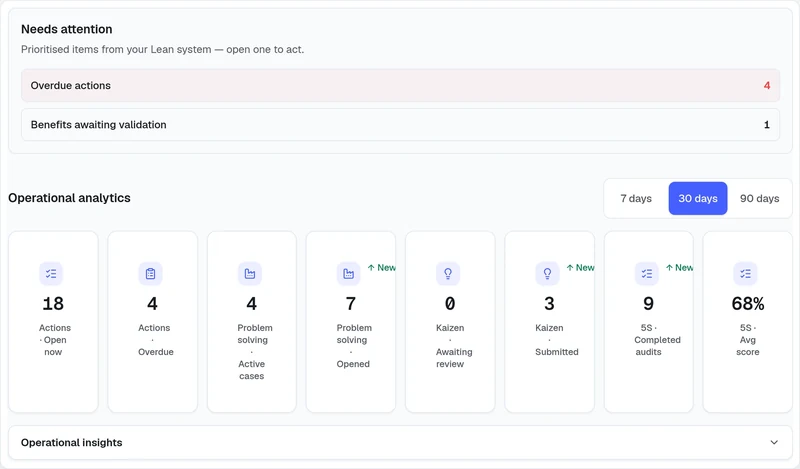 Needs attention
Prioritised items from your Lean system — open one to act.
Overdue actions 4
Benefits awaiting validation 1
Operational analytics
7 days 30 days 90 days
18
Actions
· Open
now
4
Actions
·
Overdue
4
Problem
solving
·
Active
cases
↑ New
7
Problem
solving
·
Opened
0
Kaizen
·
Awaiting
review
↑ New
3
Kaizen
·
Submitted
↑ New
9
5S ·
Completed
audits
68%
5S ·
Avg
score
Operational insights